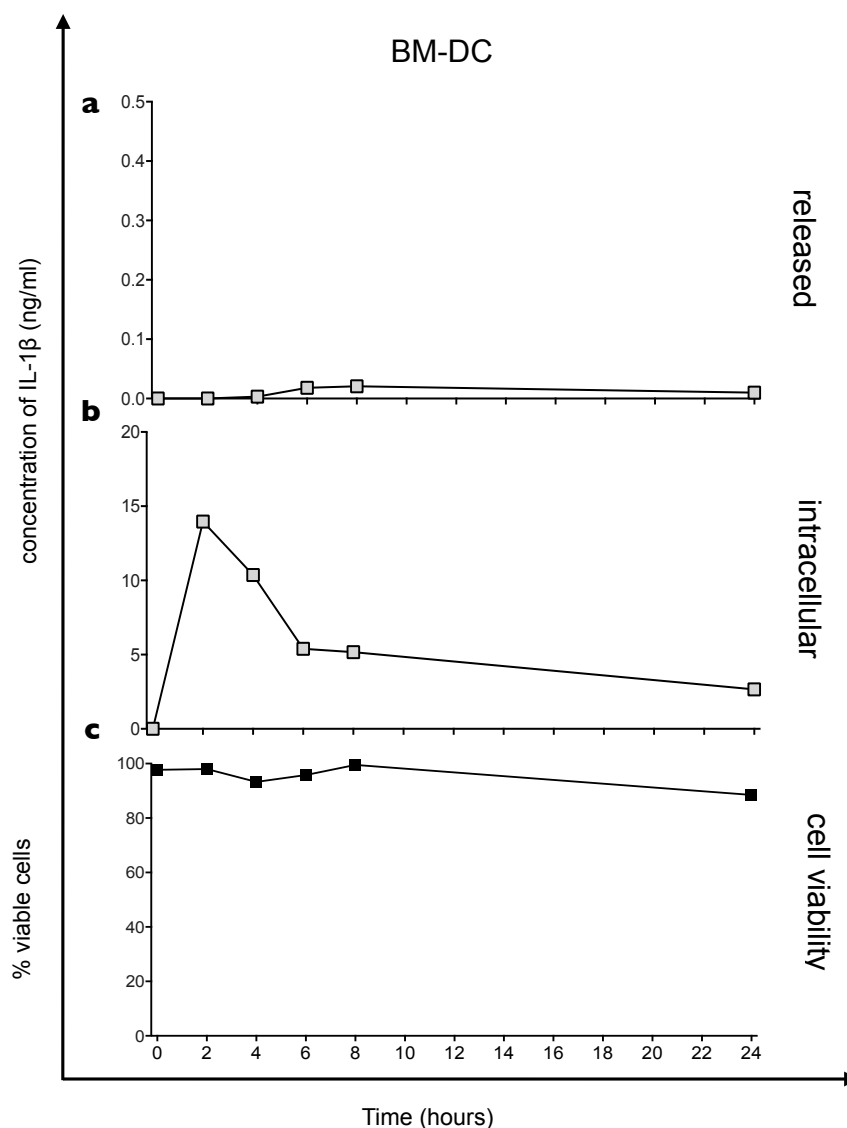 BM-DC
a
0.5
0.4
0.3
0.2
0.1
0.0
released
concentration of IL-1β (ng/ml)
b
20
15
10
5
0
intracellular
c
100
80
60
40
20
0
cell viability
% viable cells
0 2 4 6 8 10 12 14 16 18 20 22 24
Time (hours)